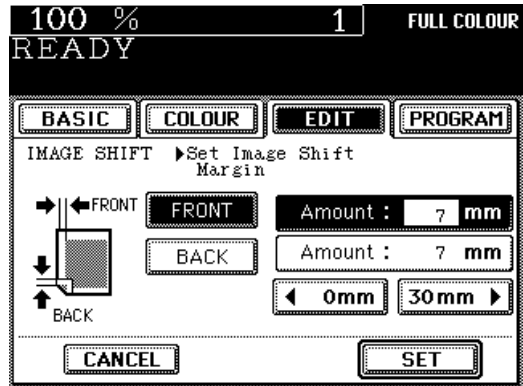 100 % 1 FULL COLOUR
READY
BASIC COLOUR EDIT PROGRAM
IMAGE SHIFT ▶Set Image Shift
Margin
FRONT FRONT Amount : 7 mm
BACK Amount : 7 mm
BACK
◀ 0mm 30mm ▶
CANCEL SET